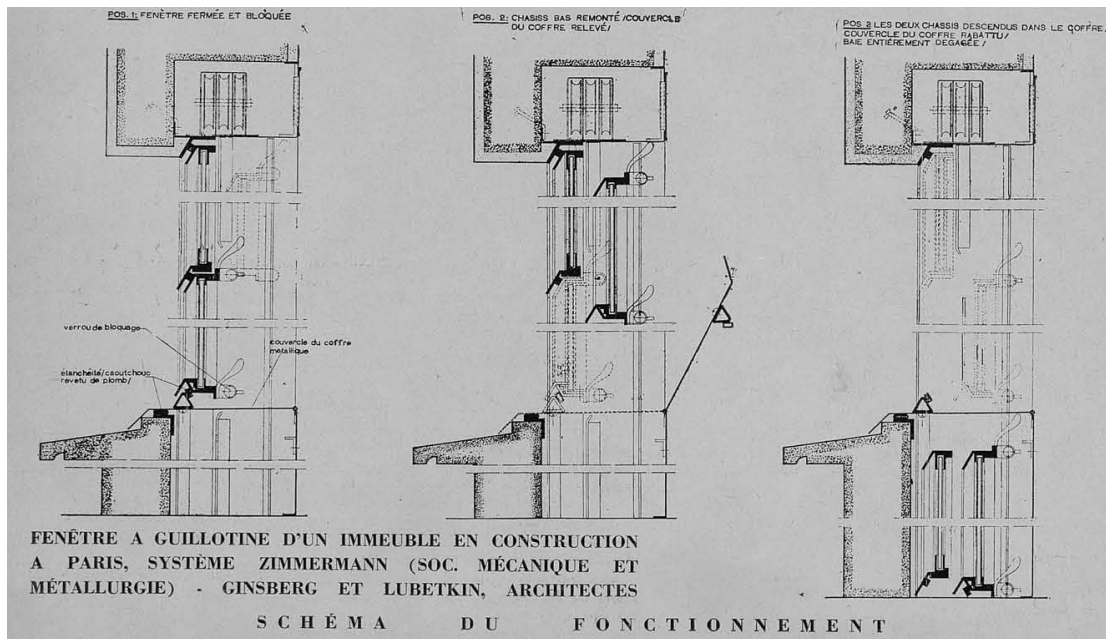 POS. 1: FENÊTRE FERMÉE ET BLOQUÉE
POS. 2: CHASISS BAS REMONTÉ/COUVERCLE
DU COFFRE RELEVÉ/
POS 3 LES DEUX CHASSIS DESCENDUS DANS LE COFFRE/
COUVERCLE DU COFFRE RABATTU/
BAIE ENTIÈREMENT DEGAGÉE/
verrou de bloquage
couvercle du coffre
métallique
étanchéité/caoutchouc
revetu de plomb/
FENÊTRE A GUILLOTINE D'UN IMMEUBLE EN CONSTRUCTION
A PARIS, SYSTÈME ZIMMERMANN (SOC. MÉCANIQUE ET
MÉTALLURGIE) - GINSBERG ET LUBETKIN, ARCHITECTES
SCHÉMA DU FONCTIONNEMENT